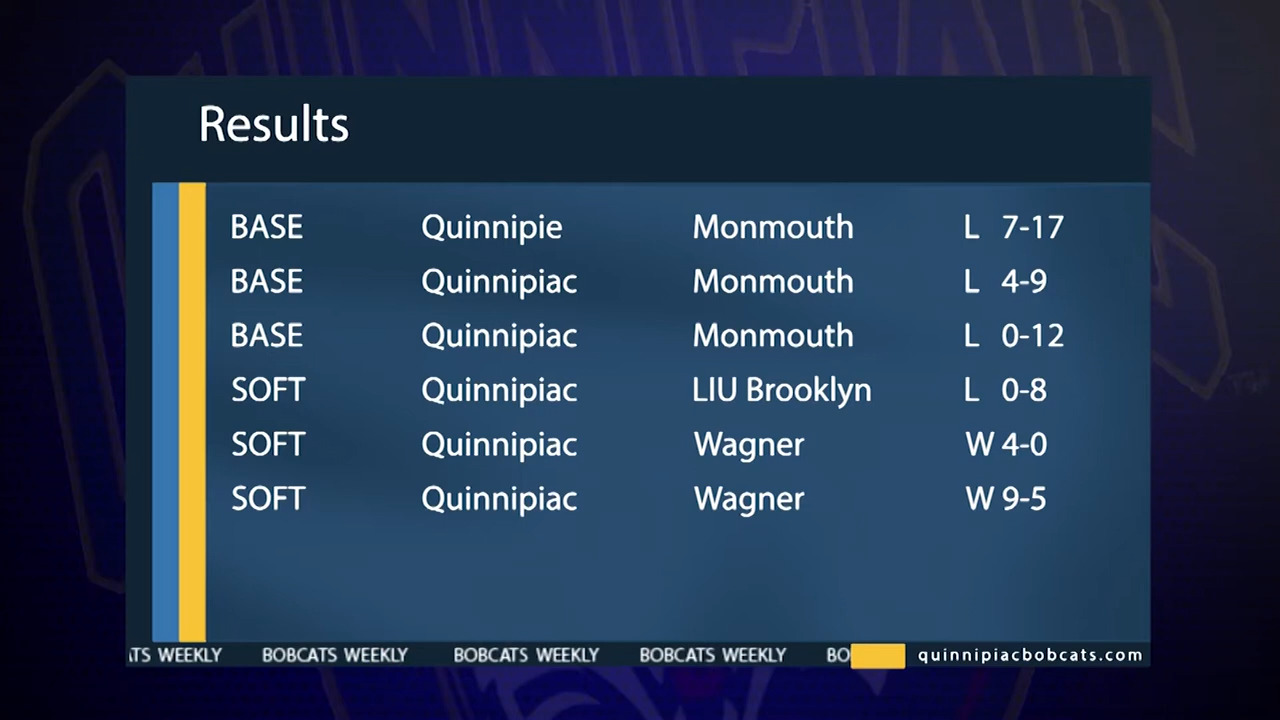 QUINNIPIAC
Results
BASE Quinnipie Monmouth L 7-17
BASE Quinnipiac Monmouth L 4-9
BASE Quinnipiac Monmouth L 0-12
SOFT Quinnipiac LIU Brooklyn L 0-8
SOFT Quinnipiac Wagner W 4-0
SOFT Quinnipiac Wagner W 9-5
ATS WEEKLY BOBCATS WEEKLY BOBCATS WEEKLY BOBCATS WEEKLY BO quinnipiacbobcats.com